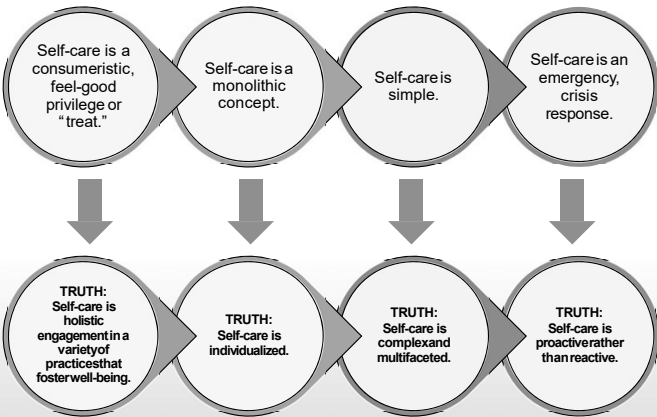 Self-care is a
consumeristic,
feel-good
privilege or
“treat.”
Self-care is a
monolithic
concept.
Self-care is
simple.
Self-care is an
emergency,
crisis
response.
TRUTH:
Self-care is
holistic
engagement in a
variety of
practices that
foster well-being.
TRUTH:
Self-care is
individualized.
TRUTH:
Self-care is
complex and
multifaceted.
TRUTH:
Self-care is
proactive rather
than reactive.